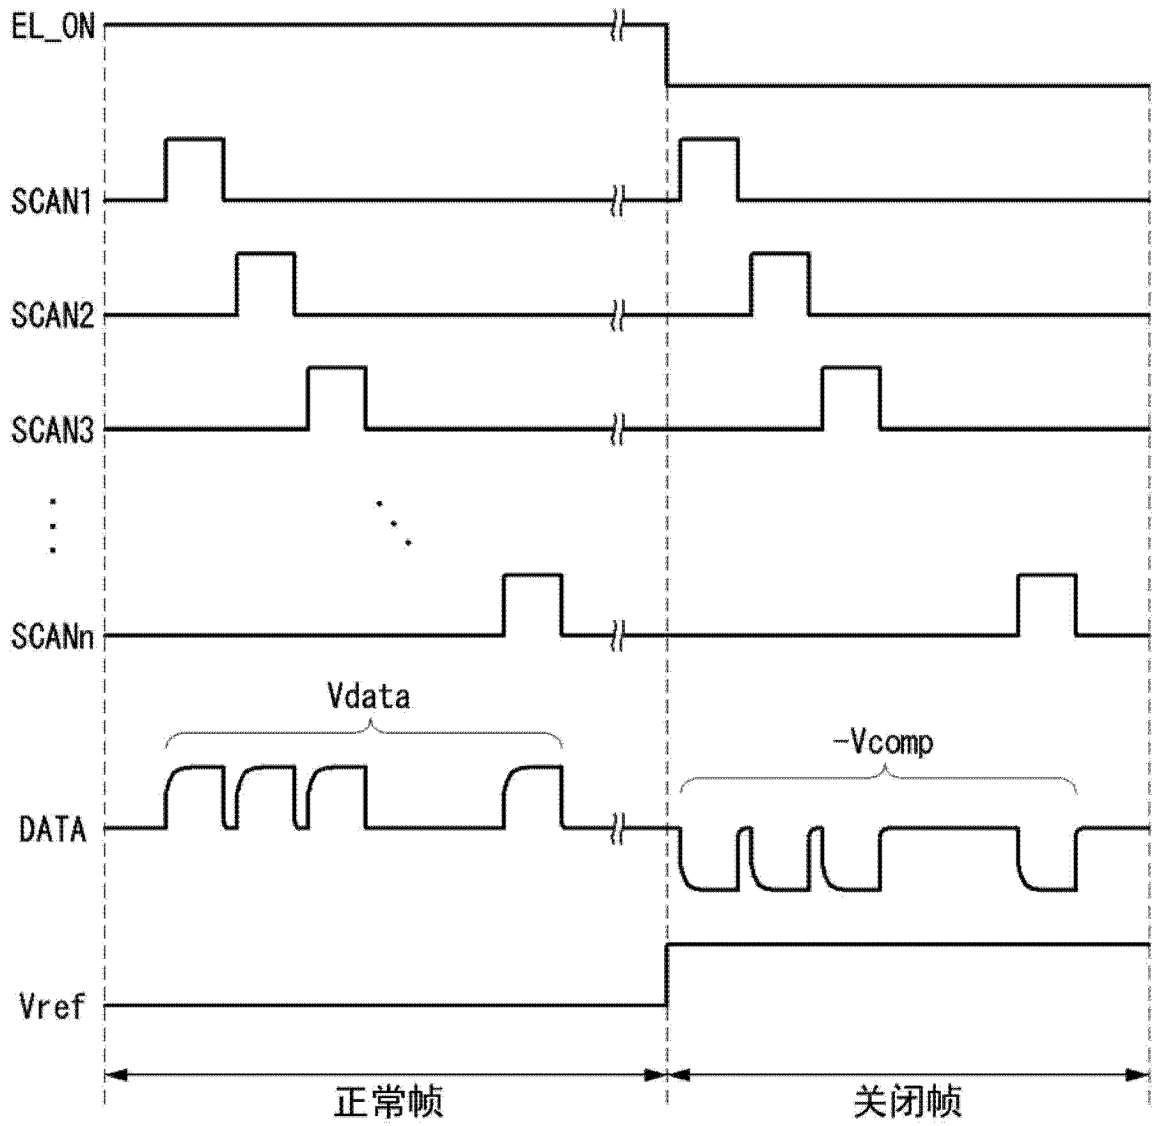 EL_ON
SCAN1
SCAN2
SCAN3
SCANn
Vdata
-Vcomp
DATA
Vref
正常帧
关闭帧